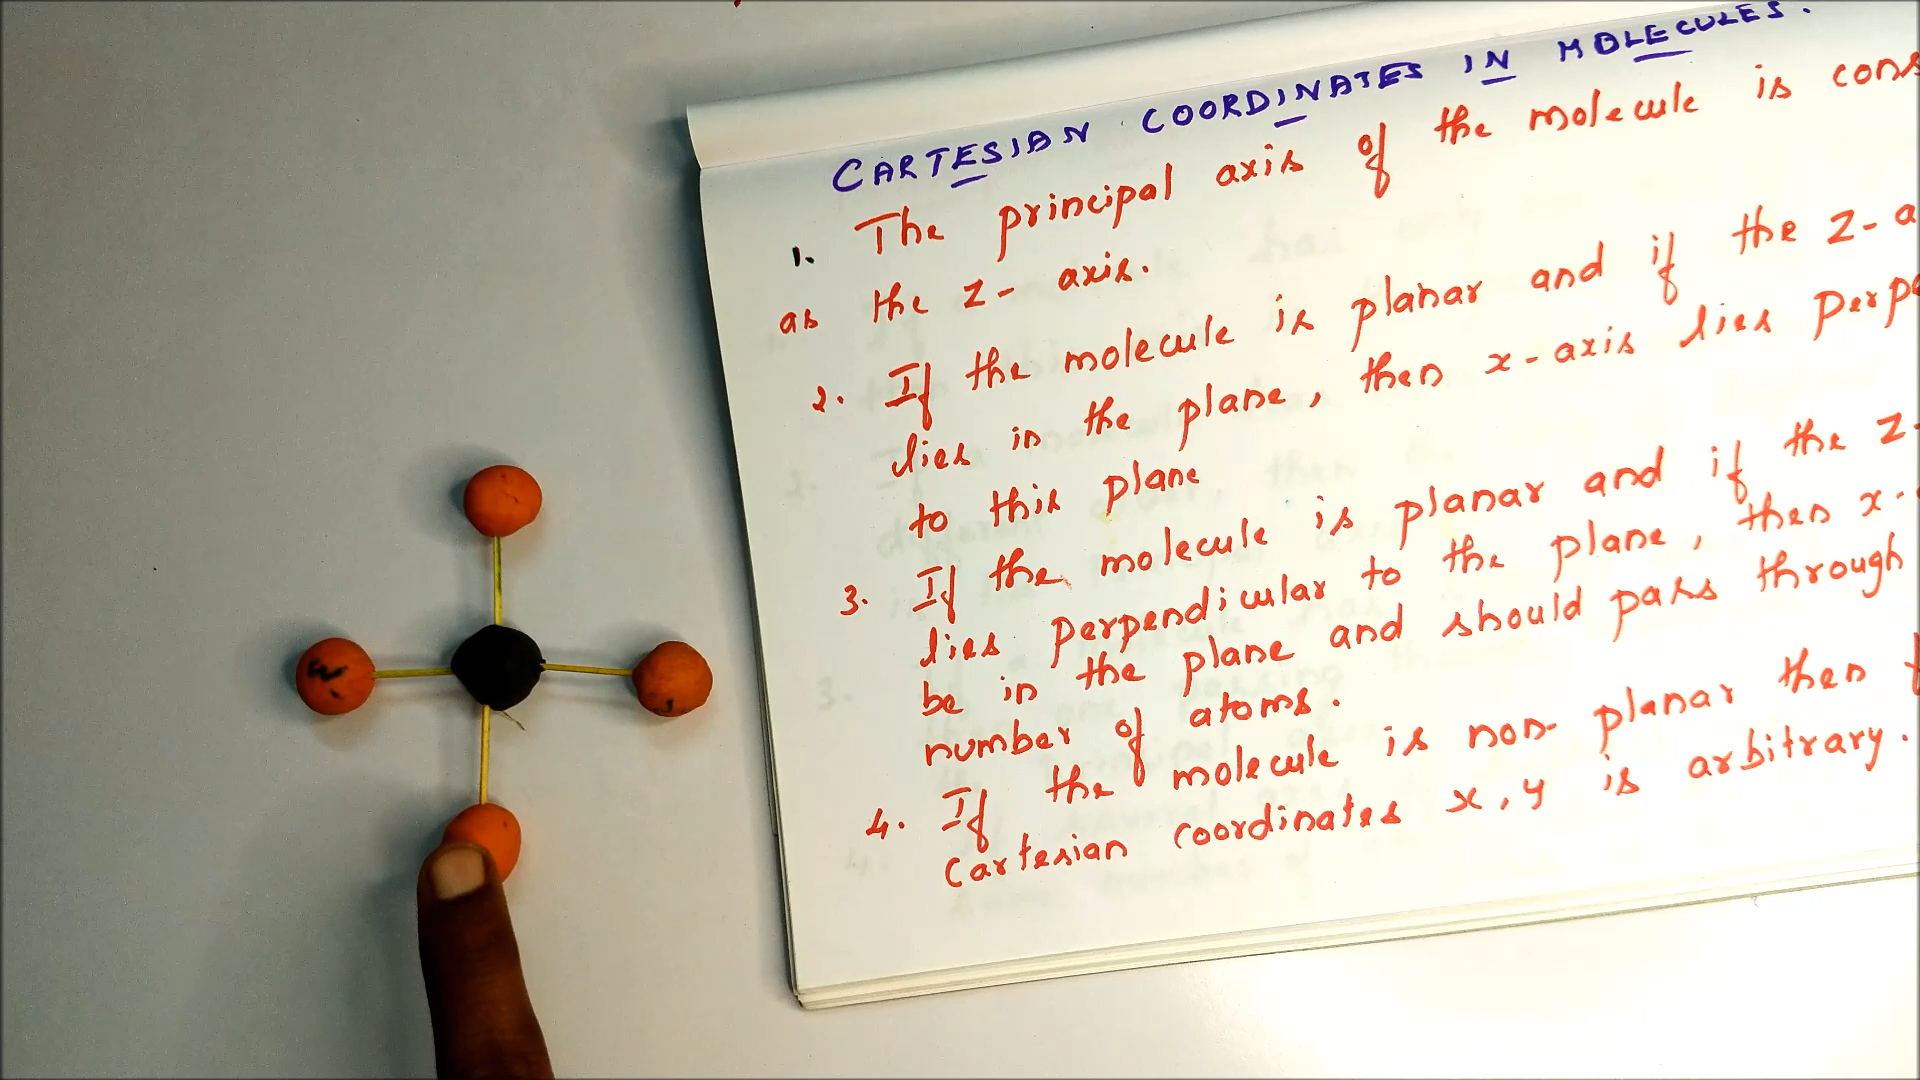 CARTESIAN COORDINATES IN MOLECULES.
1. The principal axis of the molecule is cons
as the z- axis.
2. If the molecule is planar and if the z-a
lies in the plane, then x-axis lies perpe
to this plane
3. If the molecule is planar and if the z-
lies perpendicular to the plane, then x-
be in the plane and should pass through
number of atoms.
4. If the molecule is non-planar then
Cartesian coordinates x,y is arbitrary.